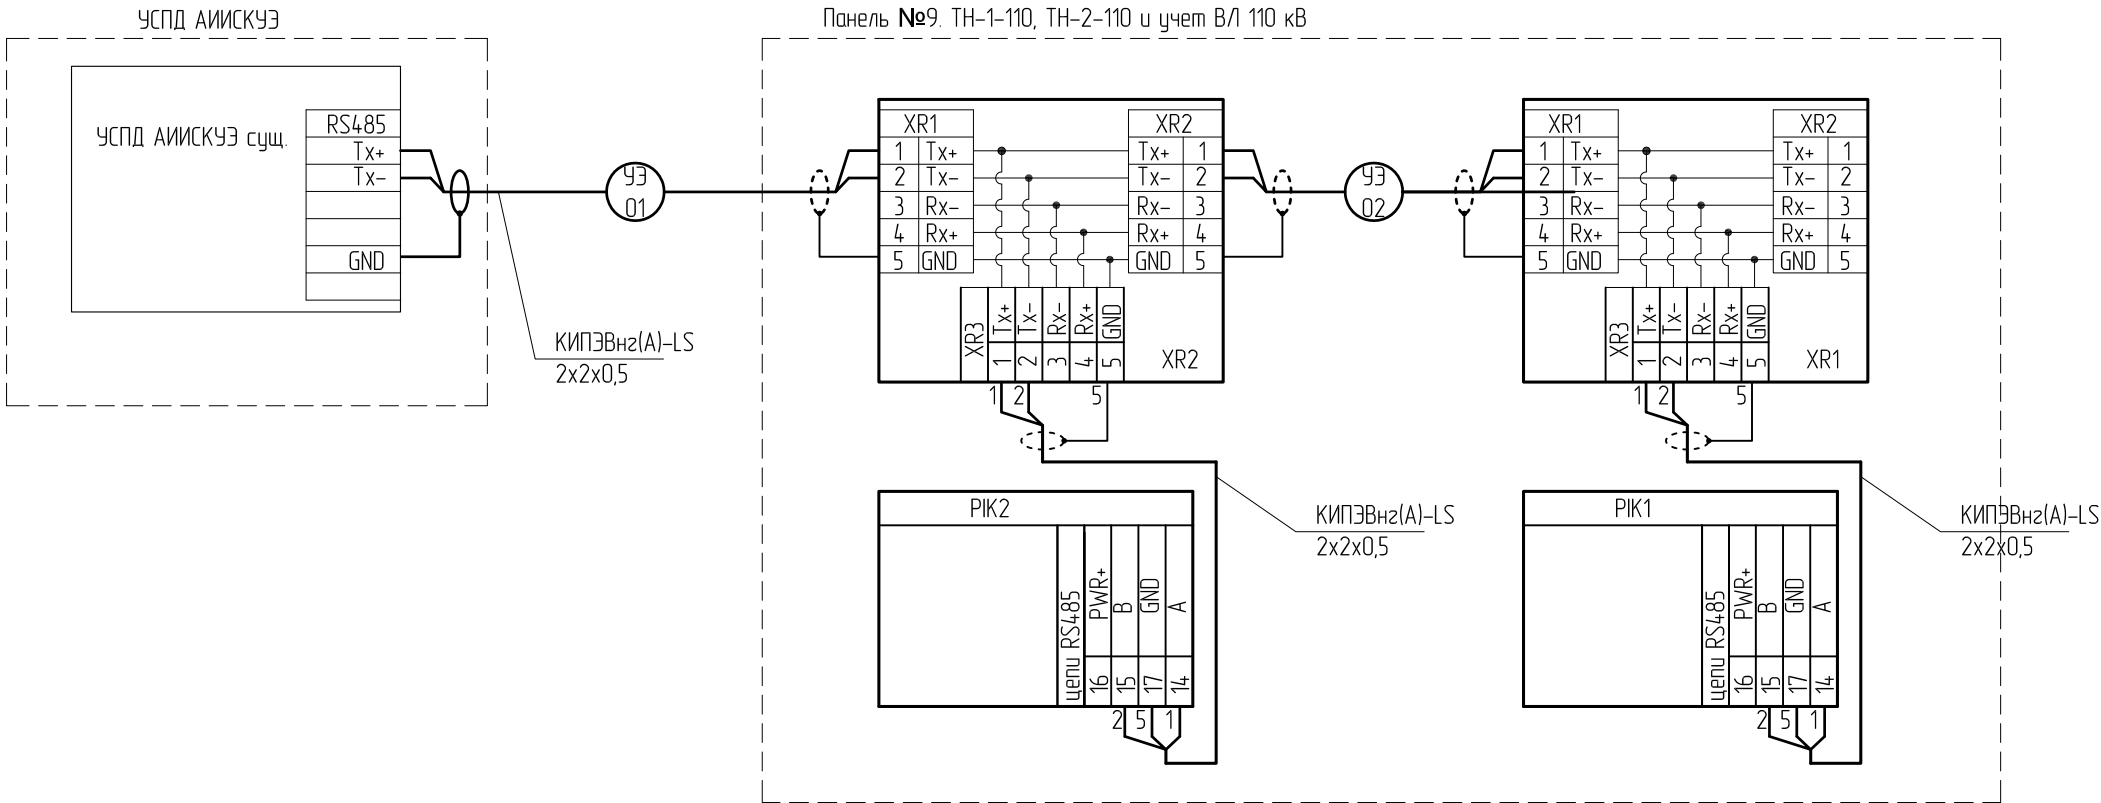 УСПД АИИСКУЭ
Панель №9. ТН-1-110, ТН-2-110 и учет ВЛ 110 кВ
УСПД АИИСКУЭ сущ.
RS485
Tx+
Tx-
GND
УЭ
01
КИПЭВнг(А)-LS
2x2x0,5
XR1
1 Tx+
2 Tx-
3 Rx-
4 Rx+
5 GND
XR2
Tx+ 1
Tx- 2
Rx- 3
Rx+ 4
GND 5
XR3
1 Tx+
2 Tx-
3 Rx-
4 Rx+
5 GND
XR2
1 2 5
УЭ
02
XR1
1 Tx+
2 Tx-
3 Rx-
4 Rx+
5 GND
XR2
Tx+ 1
Tx- 2
Rx- 3
Rx+ 4
GND 5
XR3
1 Tx+
2 Tx-
3 Rx-
4 Rx+
5 GND
XR1
1 2 5
PIK2
цепи RS485
16 PWR+
15 B
17 GND
14 A
2 5 1
КИПЭВнг(А)-LS
2x2x0,5
PIK1
цепи RS485
16 PWR+
15 B
17 GND
14 A
2 5 1
КИПЭВнг(А)-LS
2x2x0,5